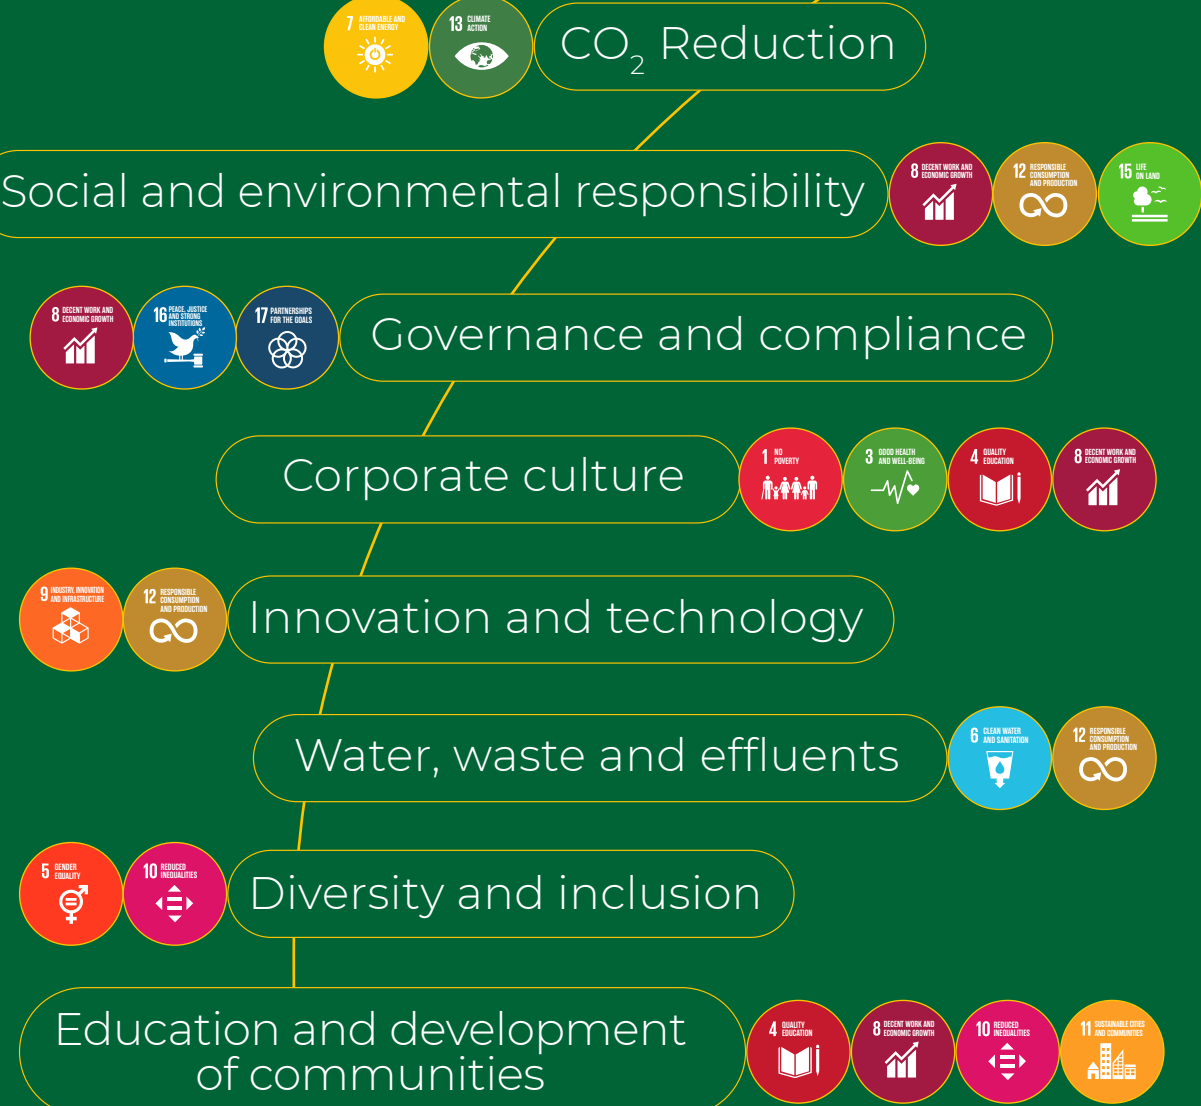 7 AFFORDABLE AND
CLEAN ENERGY
13 CLIMATE
ACTION
CO₂ Reduction
Social and environmental responsibility
8 DECENT WORK AND
ECONOMIC GROWTH
12 RESPONSIBLE
CONSUMPTION
AND PRODUCTION
15 LIFE
ON LAND
8 DECENT WORK AND
ECONOMIC GROWTH
16 PEACE, JUSTICE
AND STRONG
INSTITUTIONS
17 PARTNERSHIPS
FOR THE GOALS
Governance and compliance
Corporate culture
1 NO
POVERTY
3 GOOD HEALTH
AND WELL-BEING
4 QUALITY
EDUCATION
8 DECENT WORK AND
ECONOMIC GROWTH
9 INDUSTRY, INNOVATION
AND INFRASTRUCTURE
12 RESPONSIBLE
CONSUMPTION
AND PRODUCTION
Innovation and technology
Water, waste and effluents
6 CLEAN WATER
AND SANITATION
12 RESPONSIBLE
CONSUMPTION
AND PRODUCTION
5 GENDER
EQUALITY
10 REDUCED
INEQUALITIES
Diversity and inclusion
Education and development
of communities
4 QUALITY
EDUCATION
8 DECENT WORK AND
ECONOMIC GROWTH
10 REDUCED
INEQUALITIES
11 SUSTAINABLE CITIES
AND COMMUNITIES